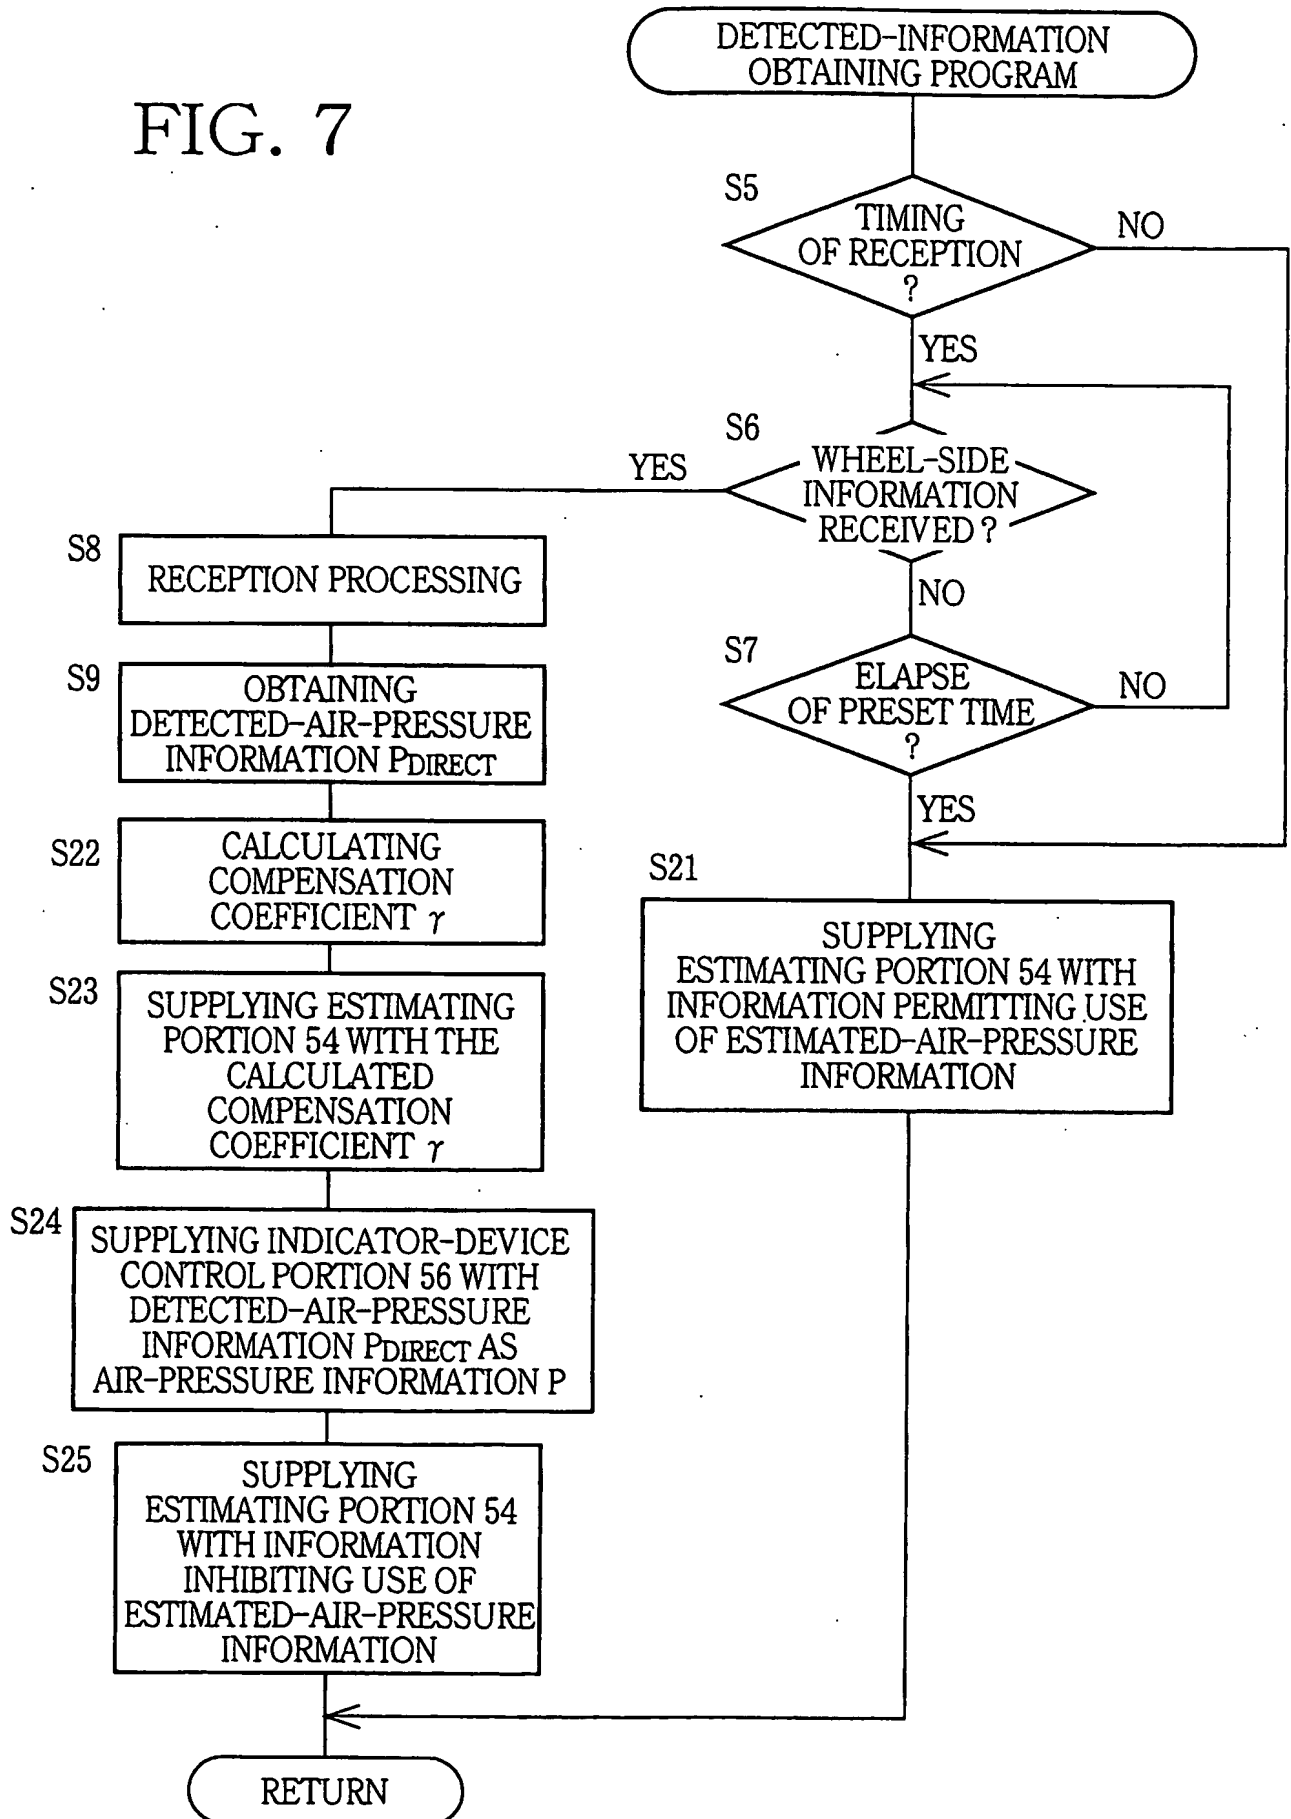 FIG. 7
DETECTED-INFORMATION
OBTAINING PROGRAM
S5
TIMING
OF RECEPTION
?
NO
YES
S6
WHEEL-SIDE
INFORMATION
RECEIVED ?
YES
NO
S7
ELAPSE
OF PRESET TIME
?
NO
YES
S8
RECEPTION PROCESSING
S9
OBTAINING
DETECTED-AIR-PRESSURE
INFORMATION PDIRECT
S22
CALCULATING
COMPENSATION
COEFFICIENT γ
S23
SUPPLYING ESTIMATING
PORTION 54 WITH THE
CALCULATED
COMPENSATION
COEFFICIENT γ
S24
SUPPLYING INDICATOR-DEVICE
CONTROL PORTION 56 WITH
DETECTED-AIR-PRESSURE
INFORMATION PDIRECT AS
AIR-PRESSURE INFORMATION P
S25
SUPPLYING
ESTIMATING PORTION 54
WITH INFORMATION
INHIBITING USE OF
ESTIMATED-AIR-PRESSURE
INFORMATION
S21
SUPPLYING
ESTIMATING PORTION 54 WITH
INFORMATION PERMITTING USE
OF ESTIMATED-AIR-PRESSURE
INFORMATION
RETURN